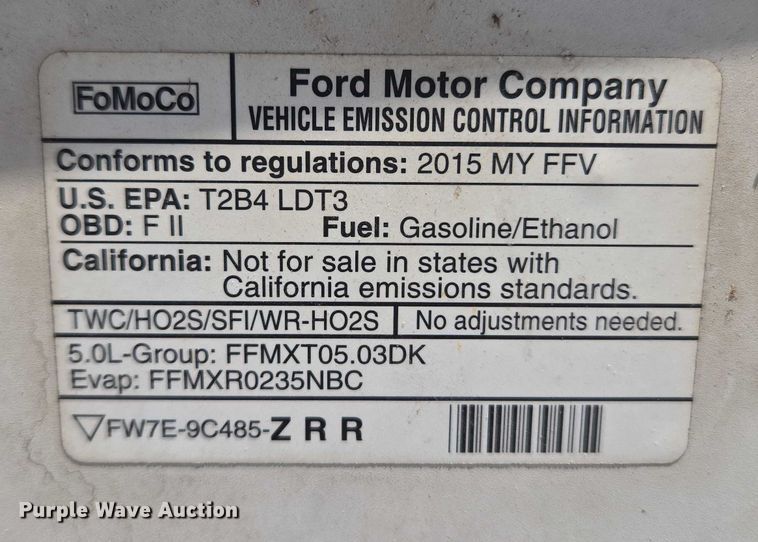 FoMoCo
Ford Motor Company
VEHICLE EMISSION CONTROL INFORMATION
Conforms to regulations: 2015 MY FFV
U.S. EPA: T2B4 LDT3
OBD: F II Fuel: Gasoline/Ethanol
California: Not for sale in states with
California emissions standards.
TWC/HO2S/SFI/WR-HO2S No adjustments needed.
5.0L-Group: FFMXT05.03DK
Evap: FFMXR0235NBC
▽FW7E-9C485-Z R R
Purple Wave Auction